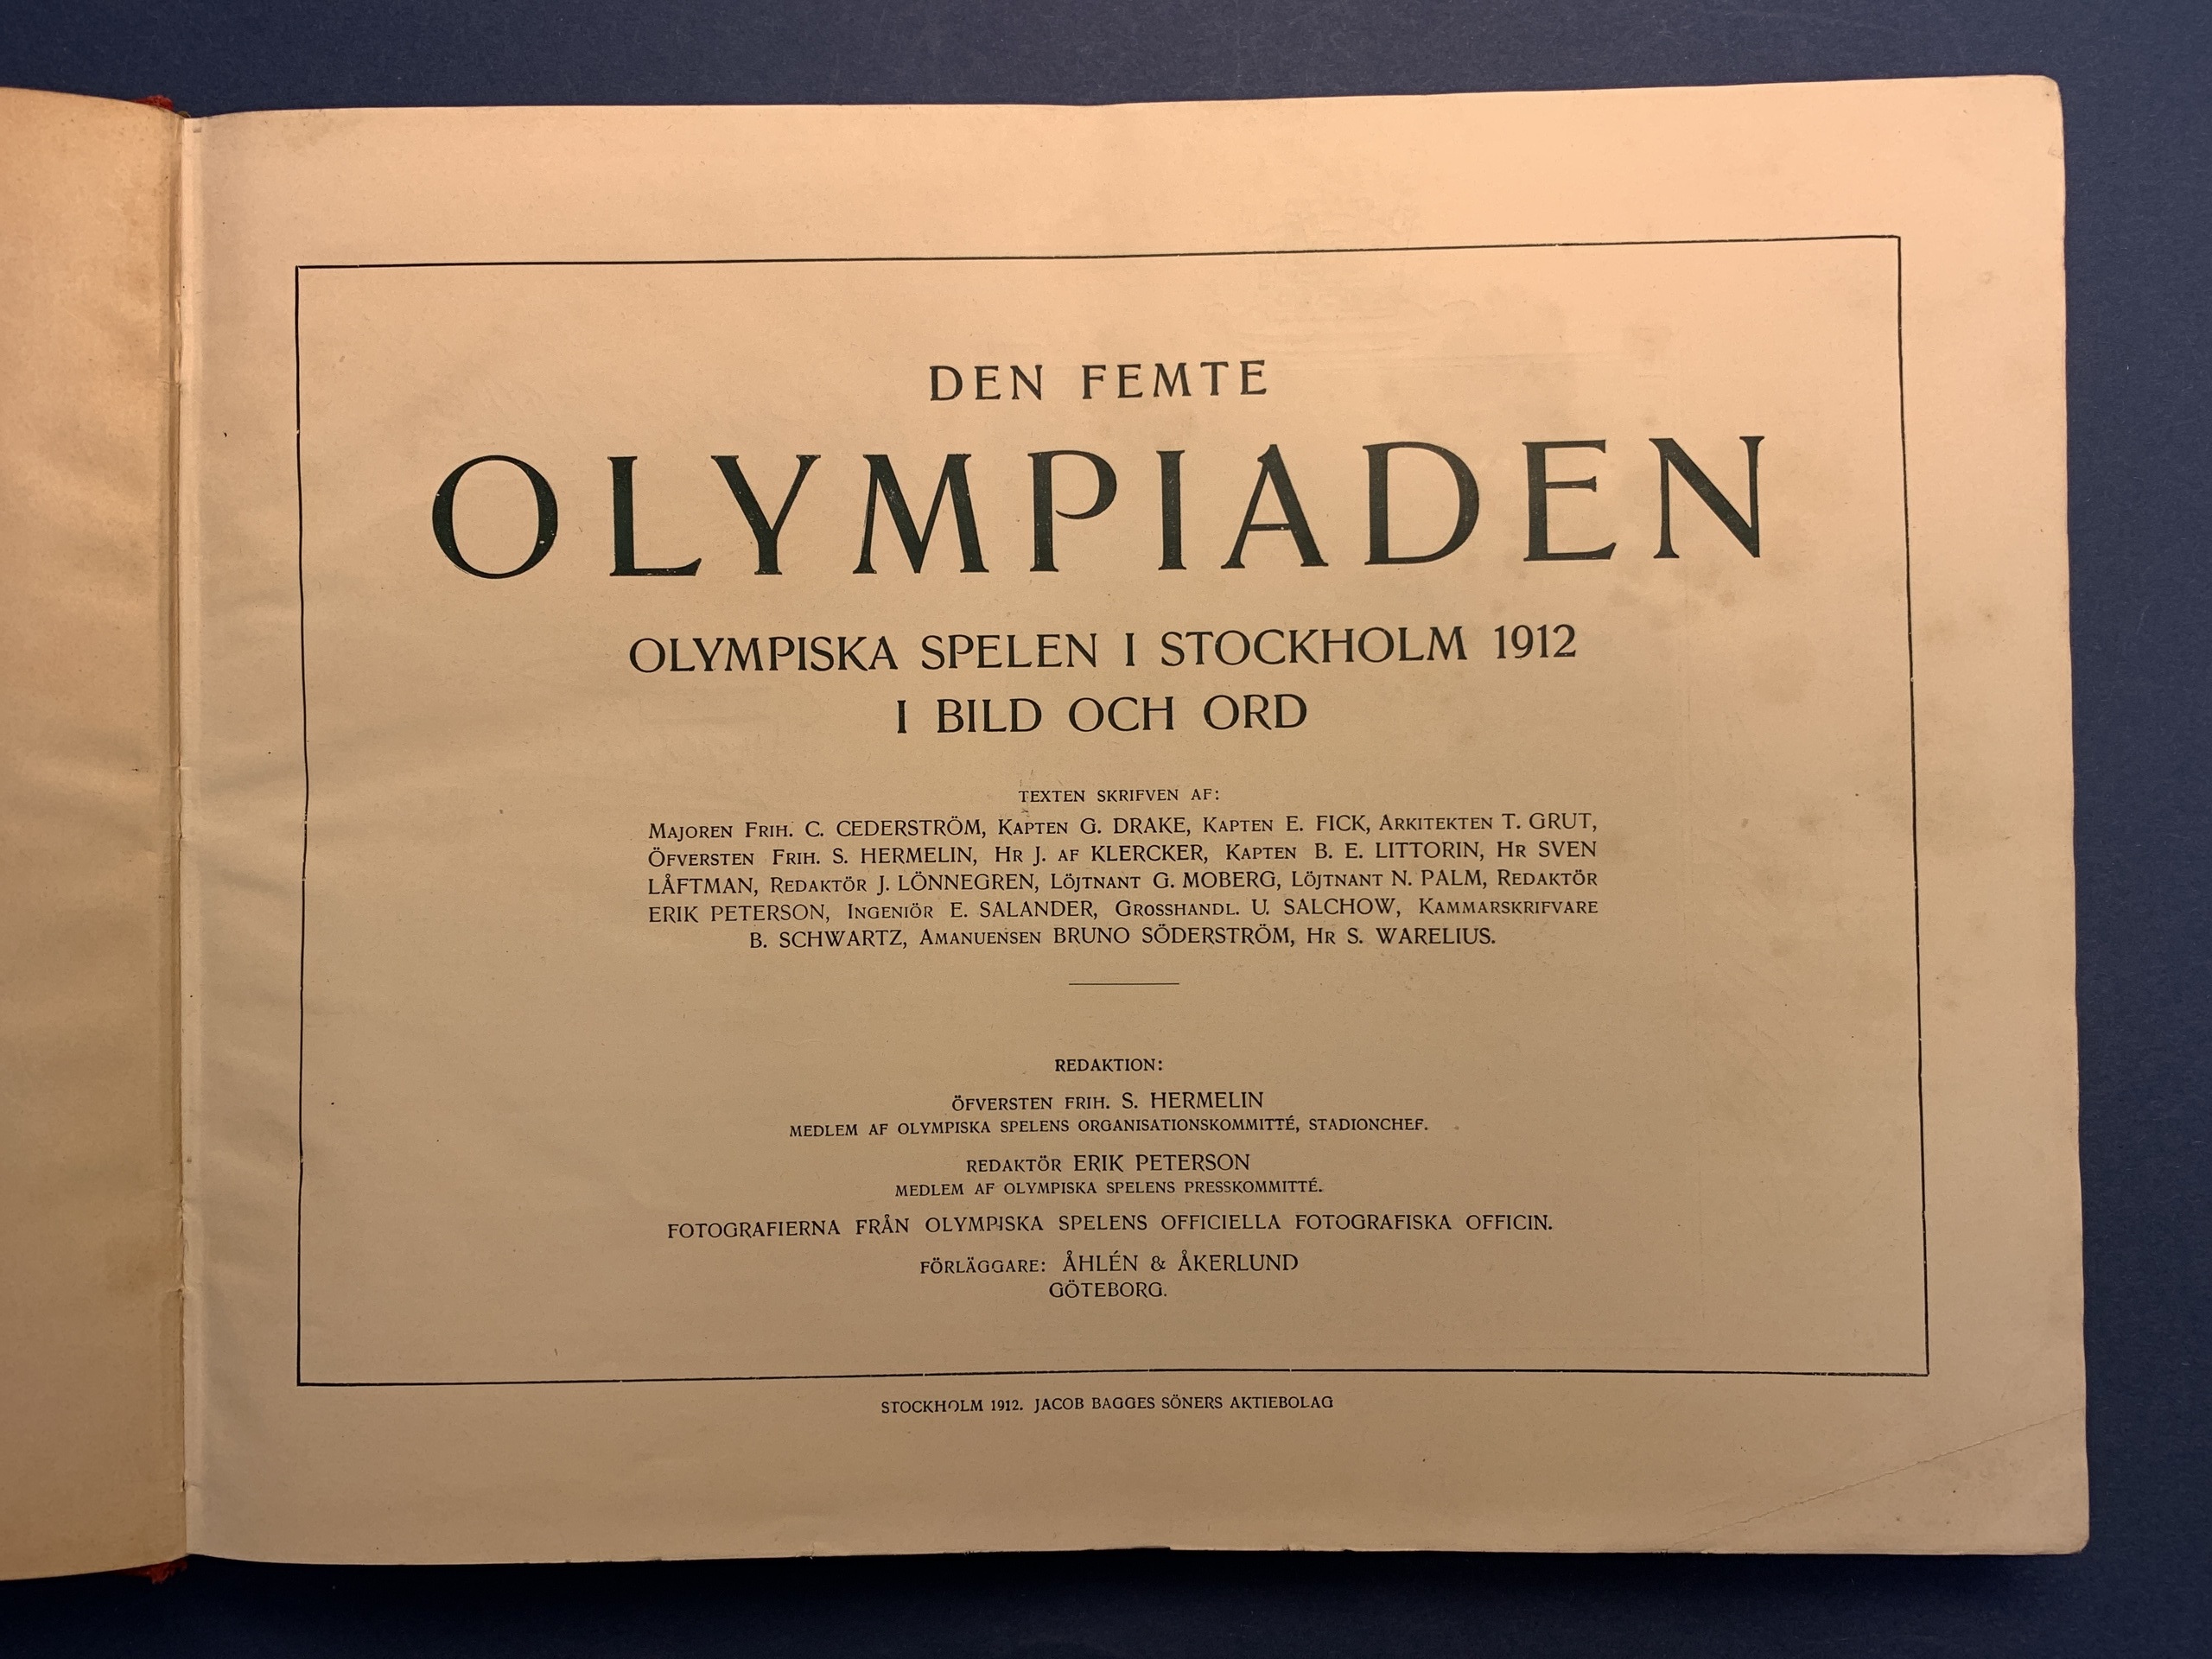 DEN FEMTE
OLYMPIADEN
OLYMPISKA SPELEN I STOCKHOLM 1912
I BILD OCH ORD
TEXTEN SKRIFVEN AF:
MAJOREN FRIH. C. CEDERSTRÖM, KAPTEN G. DRAKE, KAPTEN E. FICK, ARKITEKTEN T. GRUT,
ÖFVERSTEN FRIH. S. HERMELIN, HR J. AF KLERCKER, KAPTEN B. E. LITTORIN, HR SVEN
LÅFTMAN, REDAKTÖR J. LÖNNEGREN, LÖJTNANT G. MOBERG, LÖJTNANT N. PALM, REDAKTÖR
ERIK PETERSON, INGENIÖR E. SALANDER, GROSSHANDL. U. SALCHOW, KAMMARSKRIFVARE
B. SCHWARTZ, AMANUENSEN BRUNO SÖDERSTRÖM, HR S. WARELIUS.
REDAKTION:
ÖFVERSTEN FRIH. S. HERMELIN
MEDLEM AF OLYMPISKA SPELENS ORGANISATIONSKOMMITTÉ, STADIONCHEF.
REDAKTÖR ERIK PETERSON
MEDLEM AF OLYMPISKA SPELENS PRESSKOMMITTÉ.
FOTOGRAFIERNA FRÅN OLYMPISKA SPELENS OFFICIELLA FOTOGRAFISKA OFFICIN.
FÖRLÄGGARE: ÅHLÉN & ÅKERLUND
GÖTEBORG.
STOCKHOLM 1912. JACOB BAGGES SÖNERS AKTIEBOLAG